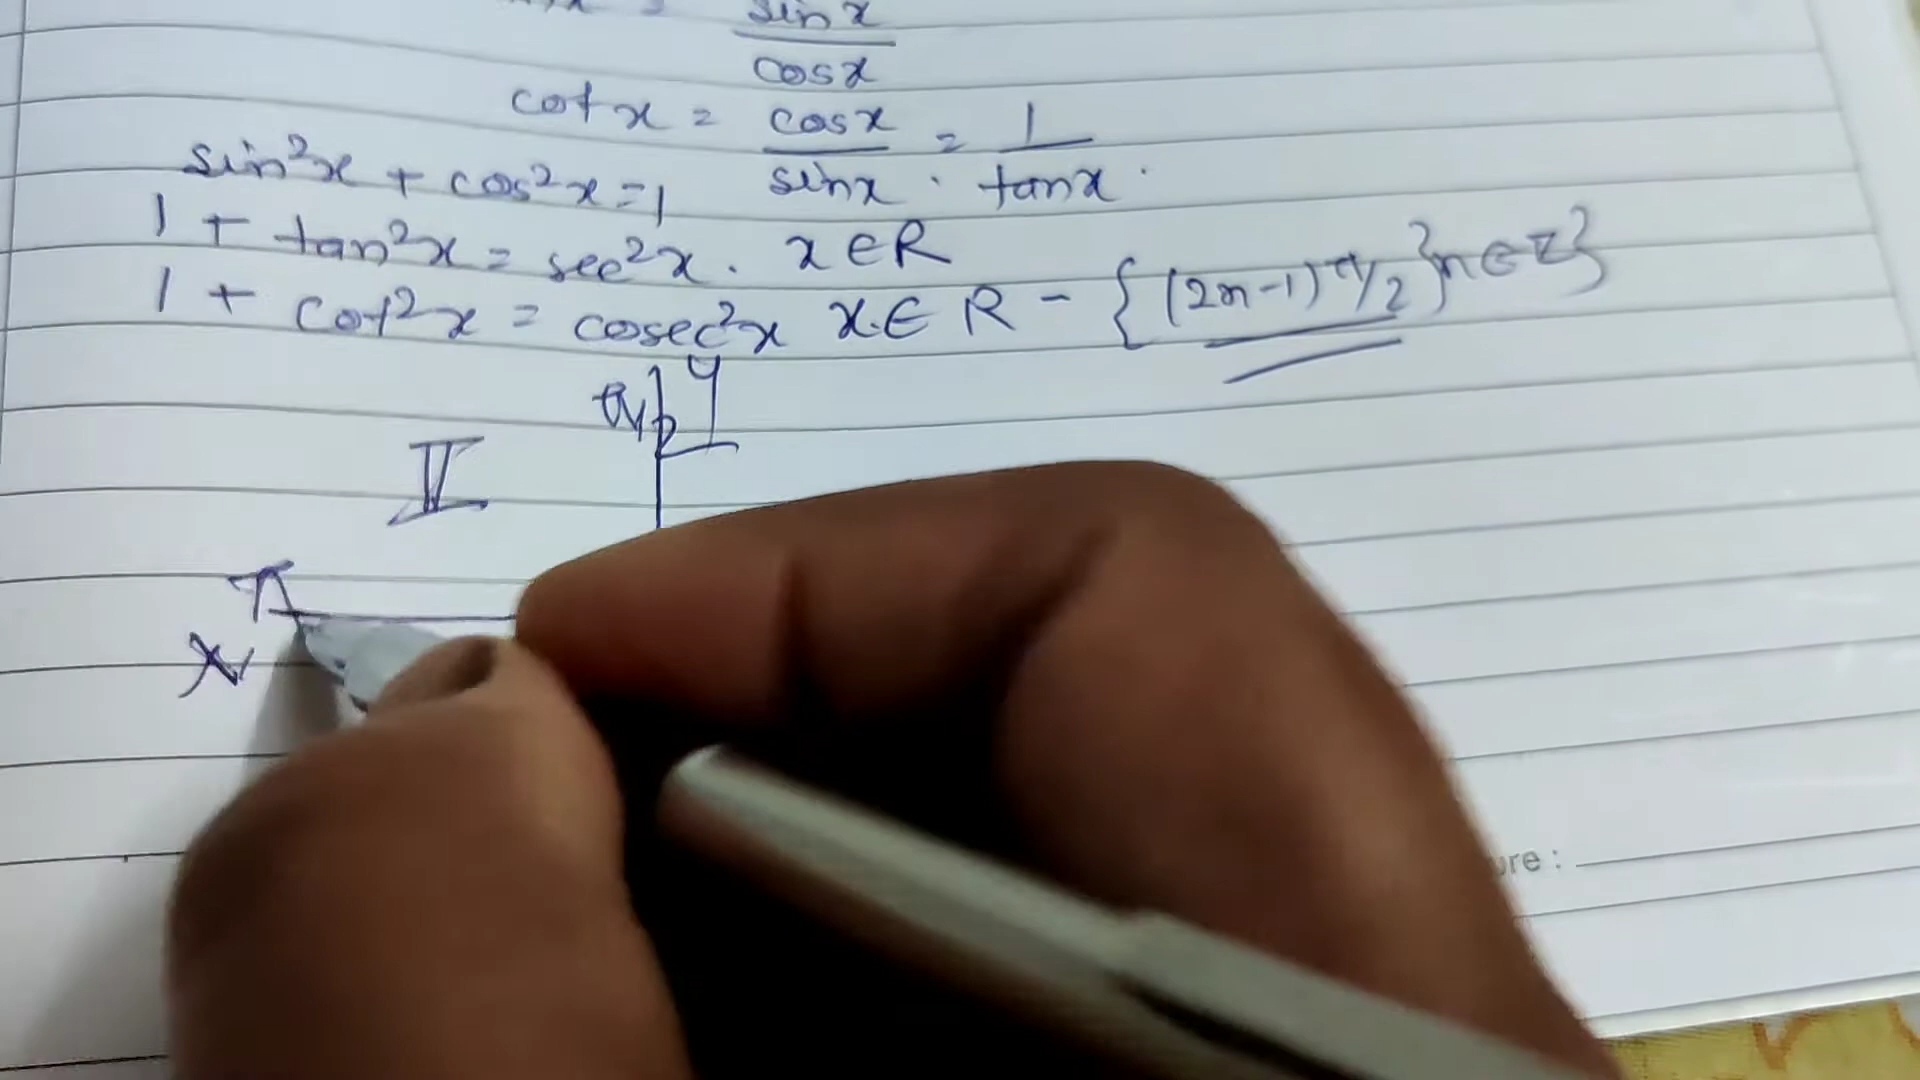 sin x
cos x
cot x = cos x / sin x . = 1 / tan x .
sin²x + cos²x = 1
1 + tan²x = sec²x . x ∈ R
1 + cot²x = cosec²x x ∈ R - { (2n-1) π/2 } n ∈ Z }
π/2 y
II
π
x
ure :